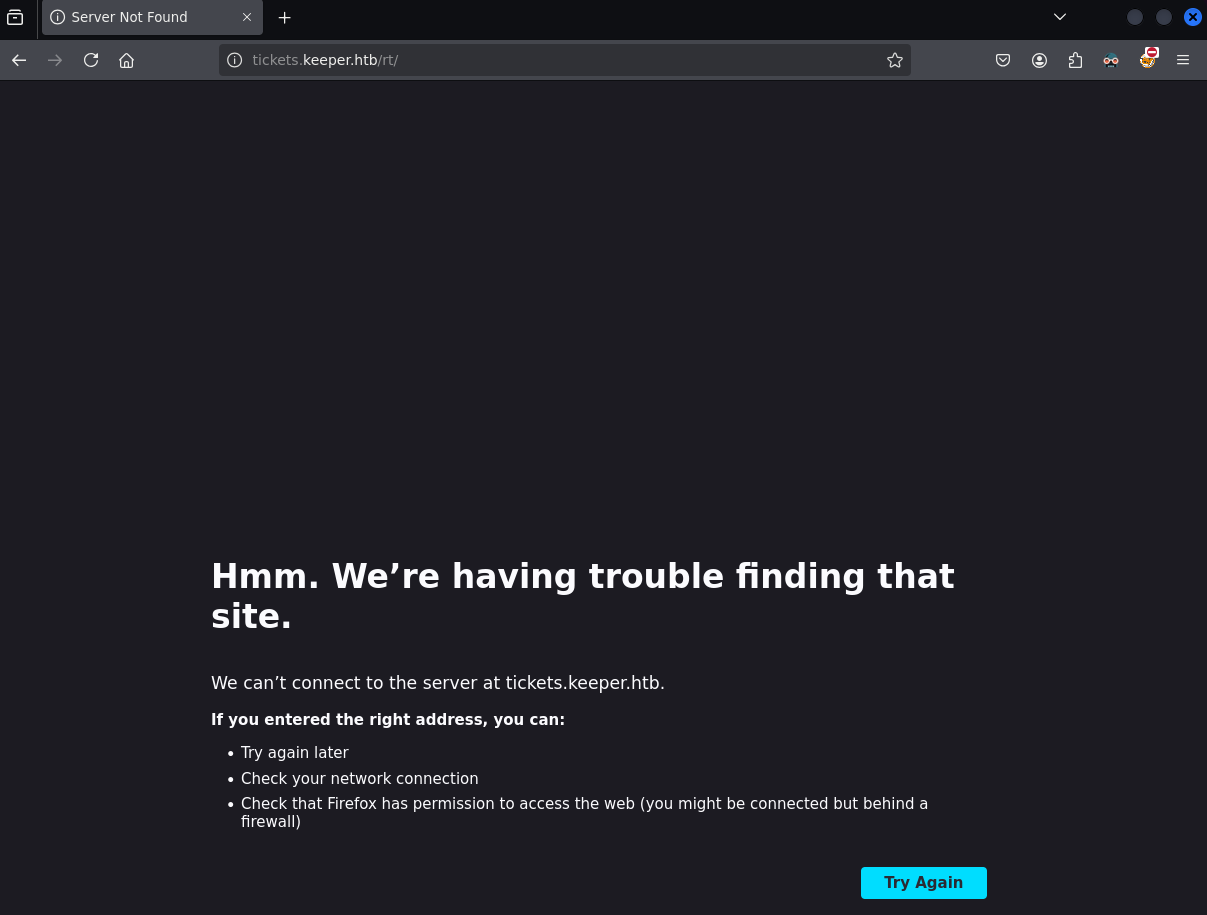 Server Not Found
tickets.keeper.htb/rt/
Hmm. We’re having trouble finding that
site.
We can’t connect to the server at tickets.keeper.htb.
If you entered the right address, you can:
• Try again later
• Check your network connection
• Check that Firefox has permission to access the web (you might be connected but behind a
firewall)
Try Again